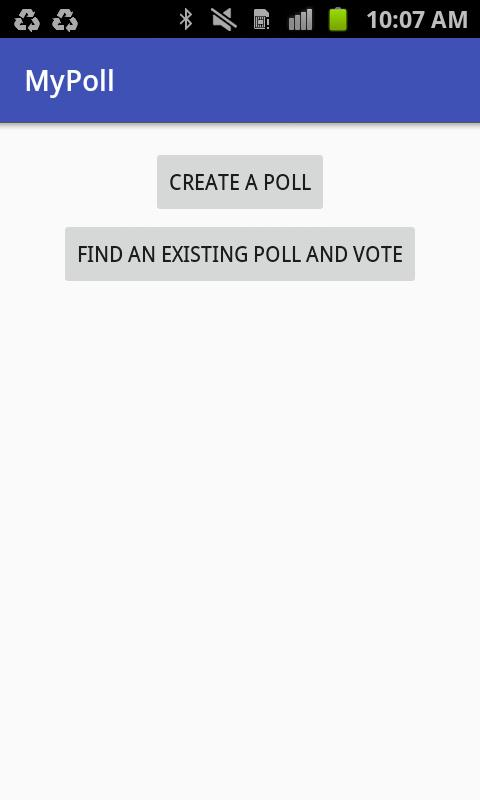 10:07 AM
MyPoll
CREATE A POLL
FIND AN EXISTING POLL AND VOTE